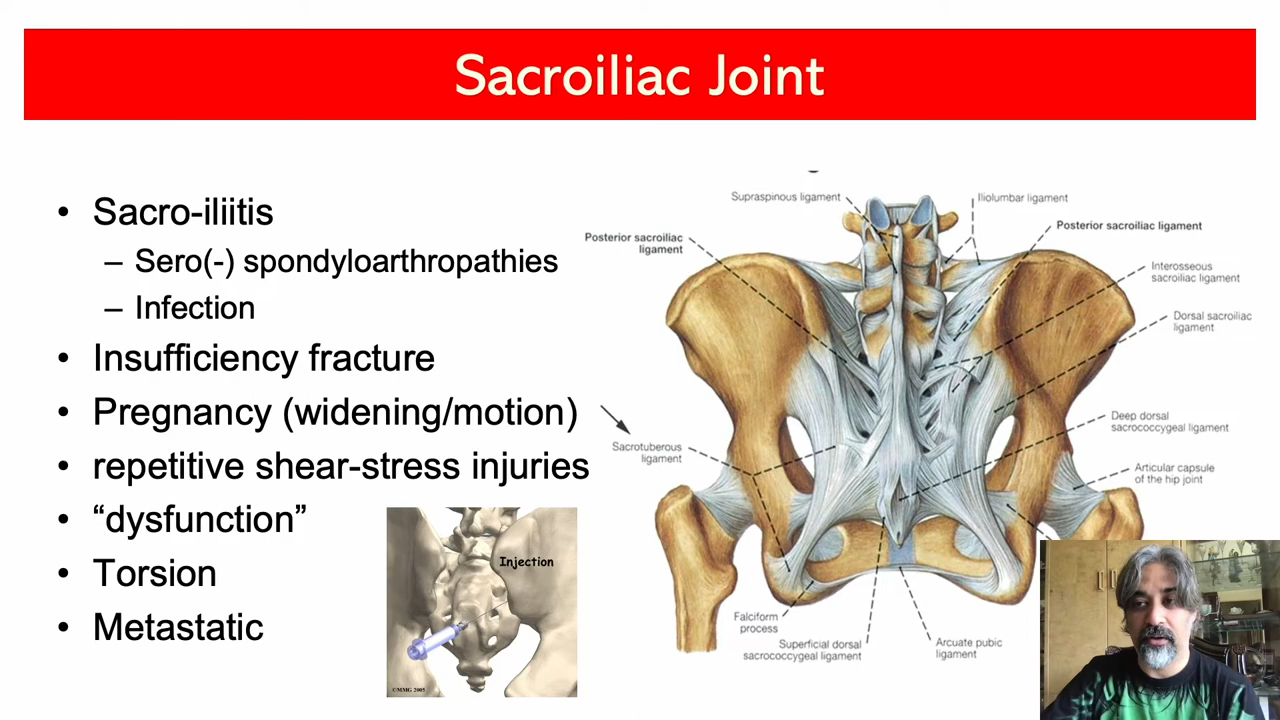 Sacroiliac Joint
• Sacro-iliitis
– Sero(-) spondyloarthropathies
– Infection
• Insufficiency fracture
• Pregnancy (widening/motion)
• repetitive shear-stress injuries
• “dysfunction”
• Torsion
• Metastatic
Injection
©MMG 2005
Supraspinous ligament
Iliolumbar ligament
Posterior sacroiliac
ligament
Posterior sacroiliac ligament
Interosseous
sacroiliac ligament
Dorsal sacroiliac
ligament
Deep dorsal
sacrococcygeal ligament
Sacrotuberous
ligament
Articular capsule
of the hip joint
Falciform
process
Superficial dorsal
sacrococcygeal ligament
Arcuate pubic
ligament